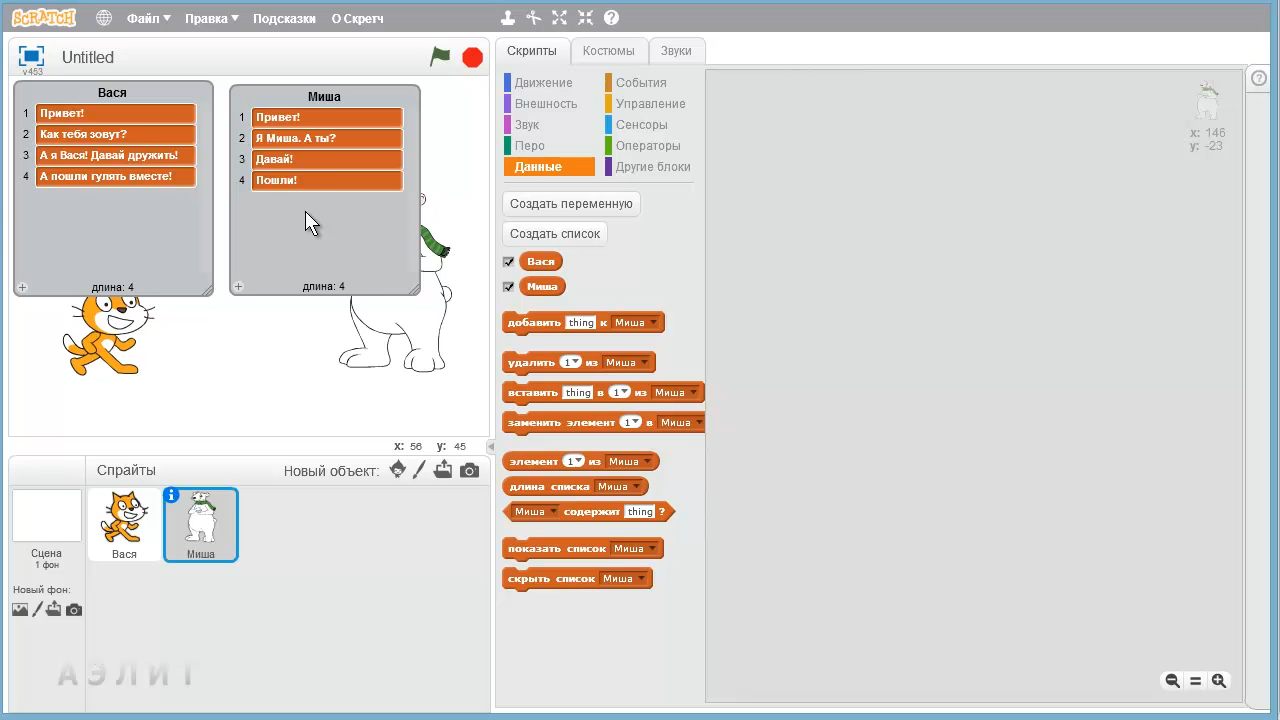 SCRATCH
Файл
Правка
Подсказки
О Скретч
v453
Untitled
Вася
1 Привет!
2 Как тебя зовут?
3 А я Вася! Давай дружить!
4 А пошли гулять вместе!
+ длина: 4
Миша
1 Привет!
2 Я Миша. А ты?
3 Давай!
4 Пошли!
+ длина: 4
x: 56 y: 45
Спрайты
Новый объект:
Сцена
1 фон
Новый фон:
Вася
Миша
АЭЛИТ
Скрипты
Костюмы
Звуки
Движение
События
Внешность
Управление
Звук
Сенсоры
Перо
Операторы
Данные
Другие блоки
Создать переменную
Создать список
Вася
Миша
добавить thing к Миша
удалить 1 из Миша
вставить thing в 1 из Миша
заменить элемент 1 в Миша
элемент 1 из Миша
длина списка Миша
Миша содержит thing ?
показать список Миша
скрыть список Миша
x: 146
y: -23